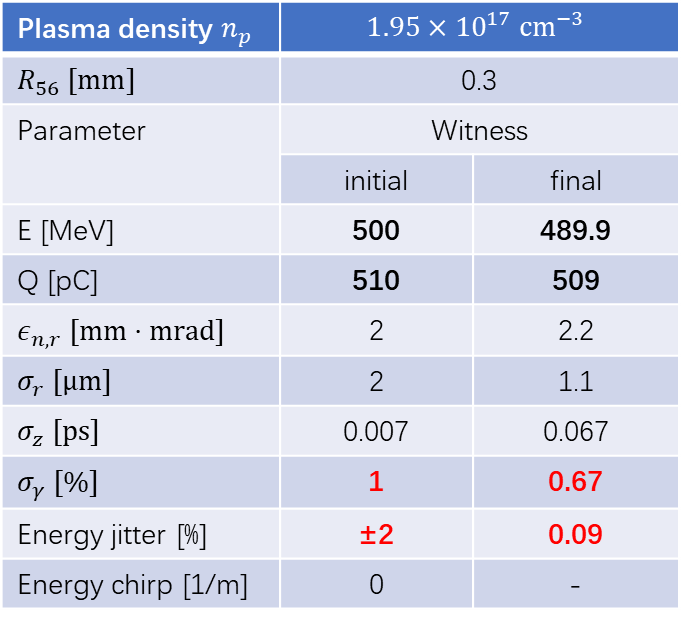 Plasma density n_p 1.95 × 10^17 cm^−3
R_56 [mm] 0.3
Parameter Witness
initial final
E [MeV] 500 489.9
Q [pC] 510 509
ϵ_n,r [mm · mrad] 2 2.2
σ_r [μm] 2 1.1
σ_z [ps] 0.007 0.067
σ_γ [%] 1 0.67
Energy jitter [%] ±2 0.09
Energy chirp [1/m] 0 -